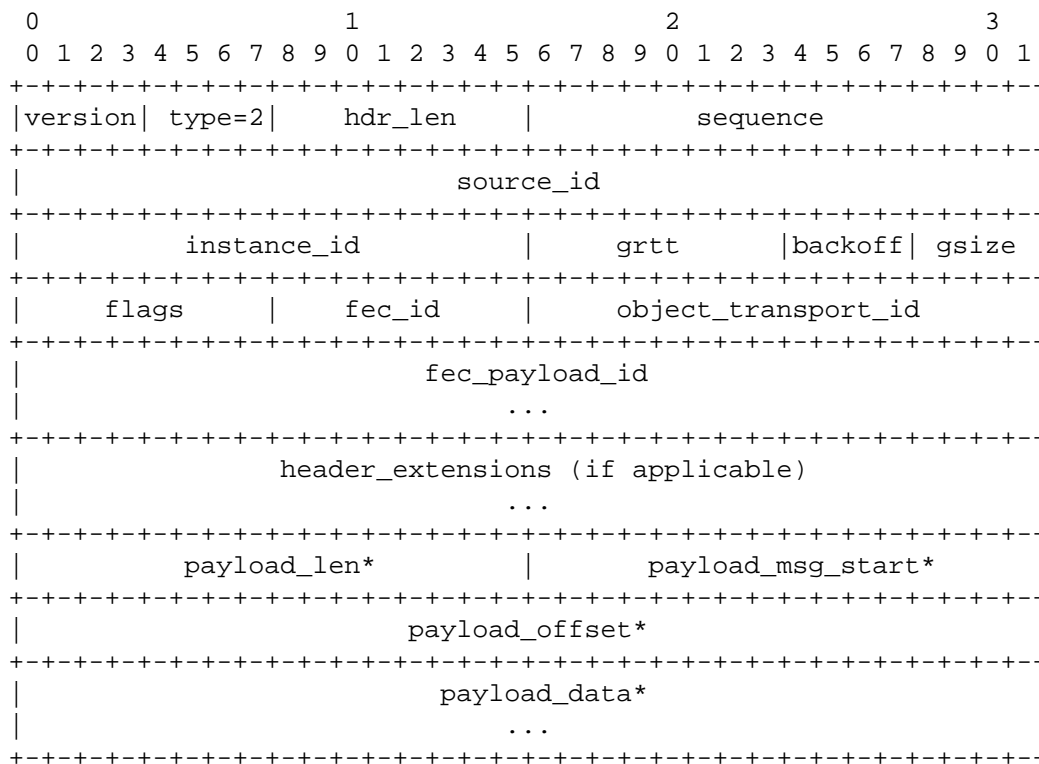 0                   1                   2                   3
 0 1 2 3 4 5 6 7 8 9 0 1 2 3 4 5 6 7 8 9 0 1 2 3 4 5 6 7 8 9 0 1
+-+-+-+-+-+-+-+-+-+-+-+-+-+-+-+-+-+-+-+-+-+-+-+-+-+-+-+-+-+-+-+--
|version| type=2|    hdr_len    |          sequence
+-+-+-+-+-+-+-+-+-+-+-+-+-+-+-+-+-+-+-+-+-+-+-+-+-+-+-+-+-+-+-+--
|                           source_id
+-+-+-+-+-+-+-+-+-+-+-+-+-+-+-+-+-+-+-+-+-+-+-+-+-+-+-+-+-+-+-+--
|          instance_id          |     grtt      |backoff| gsize
+-+-+-+-+-+-+-+-+-+-+-+-+-+-+-+-+-+-+-+-+-+-+-+-+-+-+-+-+-+-+-+--
|     flags     |    fec_id     |     object_transport_id
+-+-+-+-+-+-+-+-+-+-+-+-+-+-+-+-+-+-+-+-+-+-+-+-+-+-+-+-+-+-+-+--
|                         fec_payload_id
|                              ...
+-+-+-+-+-+-+-+-+-+-+-+-+-+-+-+-+-+-+-+-+-+-+-+-+-+-+-+-+-+-+-+--
|                header_extensions (if applicable)
|                              ...
+-+-+-+-+-+-+-+-+-+-+-+-+-+-+-+-+-+-+-+-+-+-+-+-+-+-+-+-+-+-+-+--
|          payload_len*         |       payload_msg_start*
+-+-+-+-+-+-+-+-+-+-+-+-+-+-+-+-+-+-+-+-+-+-+-+-+-+-+-+-+-+-+-+--
|                        payload_offset*
+-+-+-+-+-+-+-+-+-+-+-+-+-+-+-+-+-+-+-+-+-+-+-+-+-+-+-+-+-+-+-+--
|                          payload_data*
|                              ...
+-+-+-+-+-+-+-+-+-+-+-+-+-+-+-+-+-+-+-+-+-+-+-+-+-+-+-+-+-+-+-+--